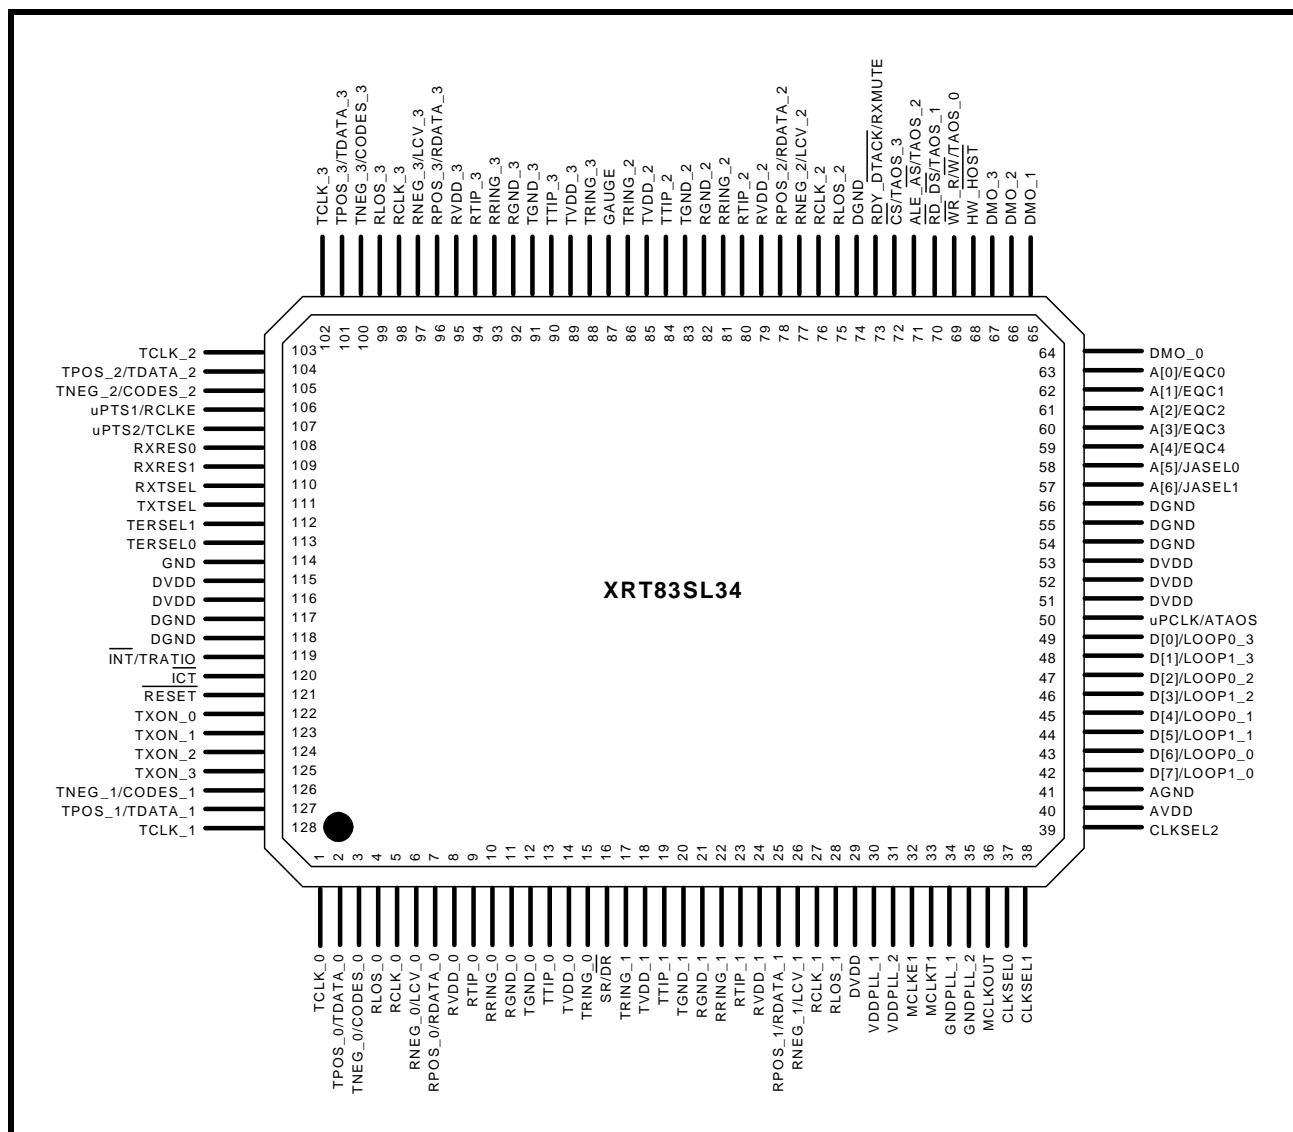 TCLK_3
TPOS_3/TDATA_3
TNEG_3/CODES_3
RLOS_3
RCLK_3
RNEG_3/LCV_3
RPOS_3/RDATA_3
RVDD_3
RTIP_3
RRING_3
RGND_3
TGND_3
TTIP_3
TVDD_3
TRING_3
GAUGE
TRING_2
TVDD_2
TTIP_2
TGND_2
RGND_2
RRING_2
RTIP_2
RVDD_2
RPOS_2/RDATA_2
RNEG_2/LCV_2
RCLK_2
RLOS_2
DGND
RDY_DTACK/RXMUTE
CS/TAOS_3
ALE_AS/TAOS_2
RD_DS/TAOS_1
WR_R/W/TAOS_0
HW_HOST
DMO_3
DMO_2
DMO_1
102
101
100
99
98
97
96
95
94
93
92
91
90
89
88
87
86
85
84
83
82
81
80
79
78
77
76
75
74
73
72
71
70
69
68
67
66
65
TCLK_2 103
TPOS_2/TDATA_2 104
TNEG_2/CODES_2 105
uPTS1/RCLKE 106
uPTS2/TCLKE 107
RXRES0 108
RXRES1 109
RXTSEL 110
TXTSEL 111
TERSEL1 112
TERSEL0 113
GND 114
DVDD 115
DVDD 116
DGND 117
DGND 118
INT/TRATIO 119
ICT 120
RESET 121
TXON_0 122
TXON_1 123
TXON_2 124
TXON_3 125
TNEG_1/CODES_1 126
TPOS_1/TDATA_1 127
TCLK_1 128
XRT83SL34
64 DMO_0
63 A[0]/EQC0
62 A[1]/EQC1
61 A[2]/EQC2
60 A[3]/EQC3
59 A[4]/EQC4
58 A[5]/JASEL0
57 A[6]/JASEL1
56 DGND
55 DGND
54 DGND
53 DVDD
52 DVDD
51 DVDD
50 uPCLK/ATAOS
49 D[0]/LOOP0_3
48 D[1]/LOOP1_3
47 D[2]/LOOP0_2
46 D[3]/LOOP1_2
45 D[4]/LOOP0_1
44 D[5]/LOOP1_1
43 D[6]/LOOP0_0
42 D[7]/LOOP1_0
41 AGND
40 AVDD
39 CLKSEL2
1
2
3
4
5
6
7
8
9
10
11
12
13
14
15
16
17
18
19
20
21
22
23
24
25
26
27
28
29
30
31
32
33
34
35
36
37
38
TCLK_0
TPOS_0/TDATA_0
TNEG_0/CODES_0
RLOS_0
RCLK_0
RNEG_0/LCV_0
RPOS_0/RDATA_0
RVDD_0
RTIP_0
RRING_0
RGND_0
TGND_0
TTIP_0
TVDD_0
TRING_0
SR/DR
TRING_1
TVDD_1
TTIP_1
TGND_1
RGND_1
RRING_1
RTIP_1
RVDD_1
RPOS_1/RDATA_1
RNEG_1/LCV_1
RCLK_1
RLOS_1
DVDD
VDDPLL_1
VDDPLL_2
MCLKE1
MCLKT1
GNDPLL_1
GNDPLL_2
MCLKOUT
CLKSEL0
CLKSEL1